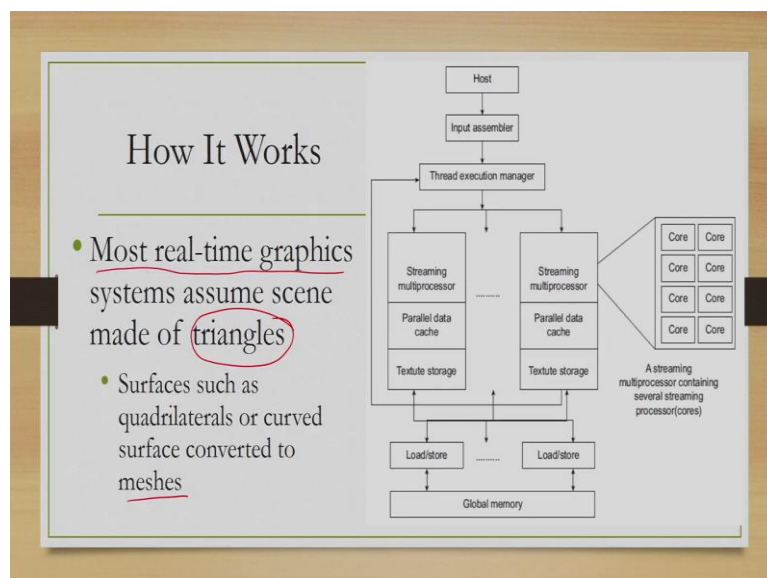 How It Works
• Most real-time graphics
systems assume scene
made of triangles
• Surfaces such as
quadrilaterals or curved
surface converted to
meshes
Host
Input assembler
Thread execution manager
Streaming
multiprocessor
Parallel data
cache
Textute storage
..........
Streaming
multiprocessor
Parallel data
cache
Textute storage
Core Core
Core Core
Core Core
Core Core
A streaming
multiprocessor containing
several streaming
processor(cores)
Load/store
..........
Load/store
Global memory